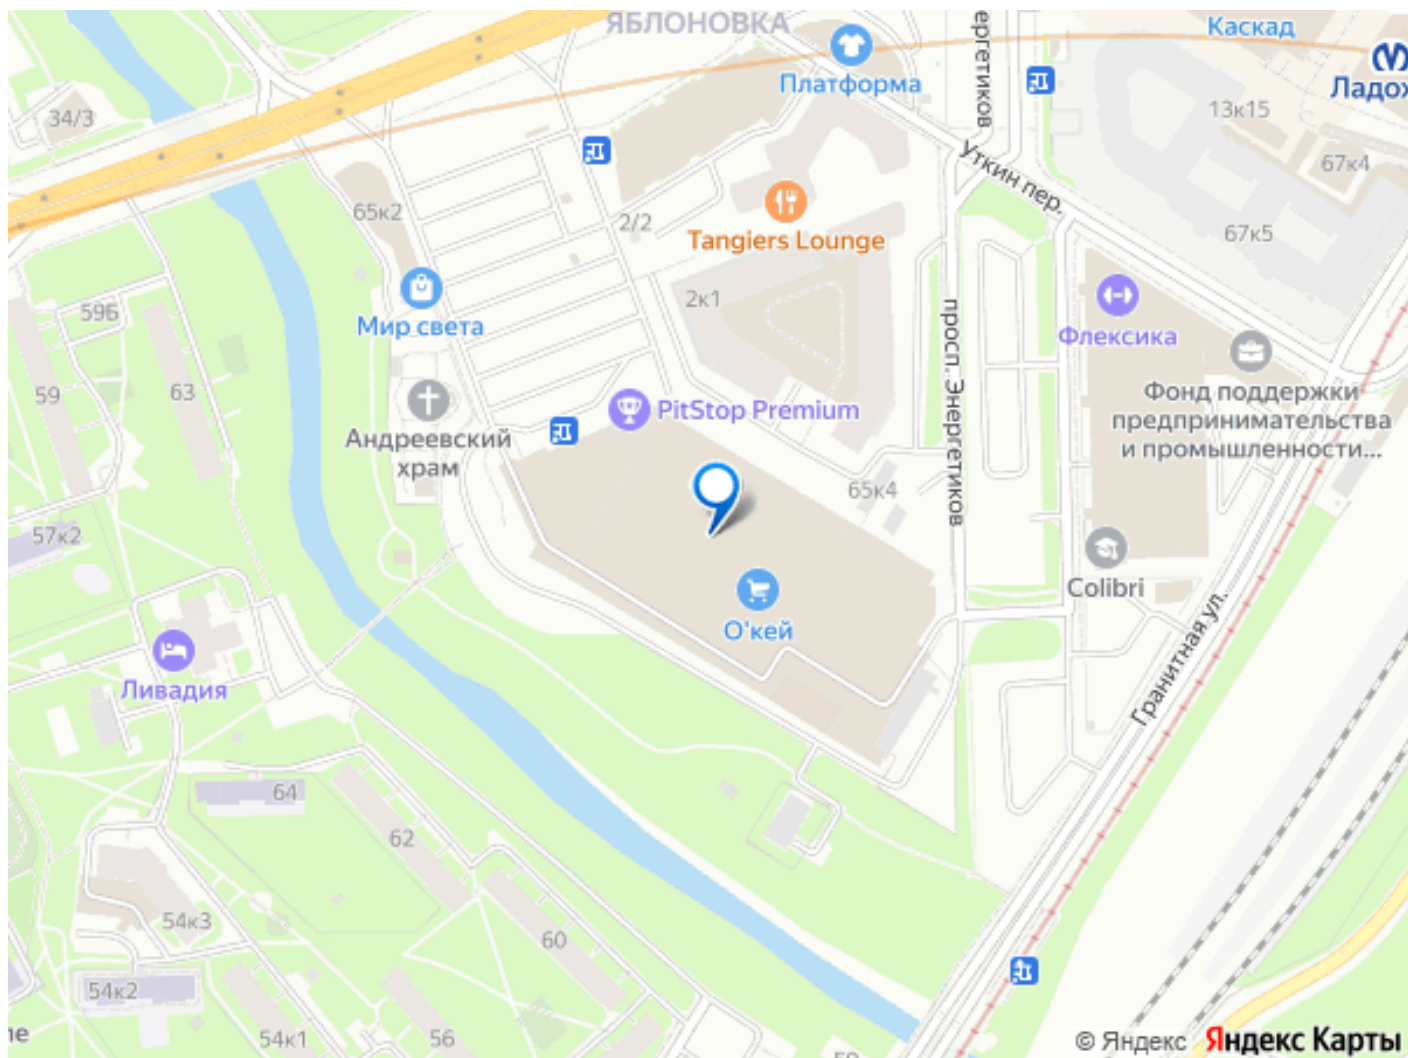 ЯБЛОНОВКА
Каскад
Платформа
Ладо
34/3
13к15
67к4
Уткин пер.
65к2
2/2
Tangiers Lounge
67к5
59Б
2к1
Мир света
Флексика
просп. Энергетиков
59
63
PitStop Premium
Фонд поддержки
предпринимательства
и промышленности...
Андреевский
храм
65к4
57к2
Colibri
О'кей
Гранитная ул.
Ливадия
64
62
54к3
60
54к2
54к1
56
© Яндекс Яндекс Карты